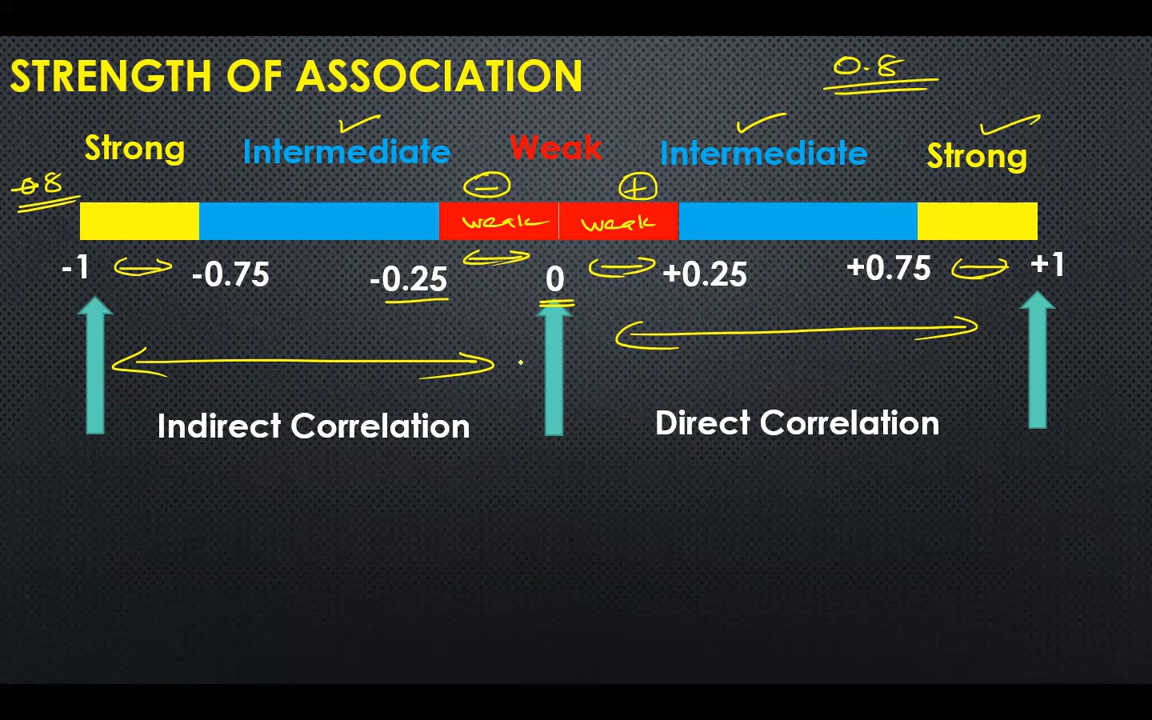 STRENGTH OF ASSOCIATION
0.8
Strong Intermediate Weak Intermediate Strong
-0.8
- +
weak weak
-1 -0.75 -0.25 0 +0.25 +0.75 +1
Indirect Correlation Direct Correlation